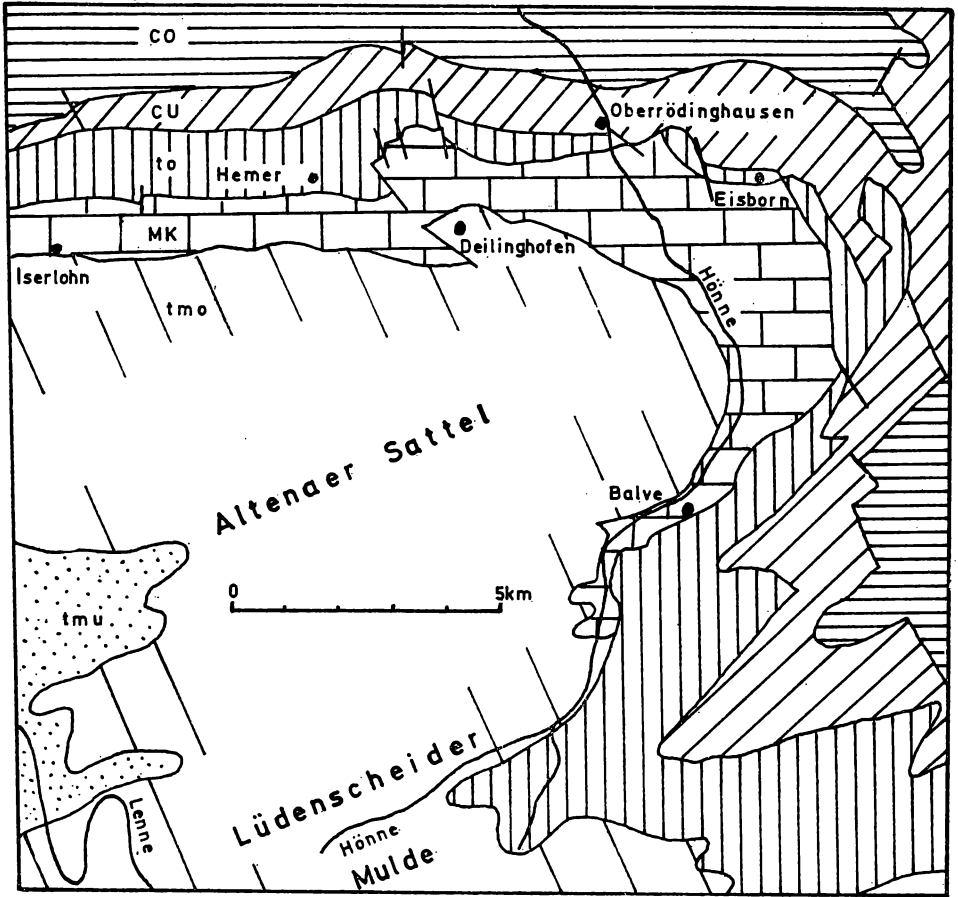 CO
CU
Oberrödinghausen
to
Hemer
Eisborn
MK
Deilinghofen
Iserlohn
Hönne
tmo
Altenaer Sattel
Balve
0 5km
tmu
Lüdenscheider
Lenne
Hönne
Mulde